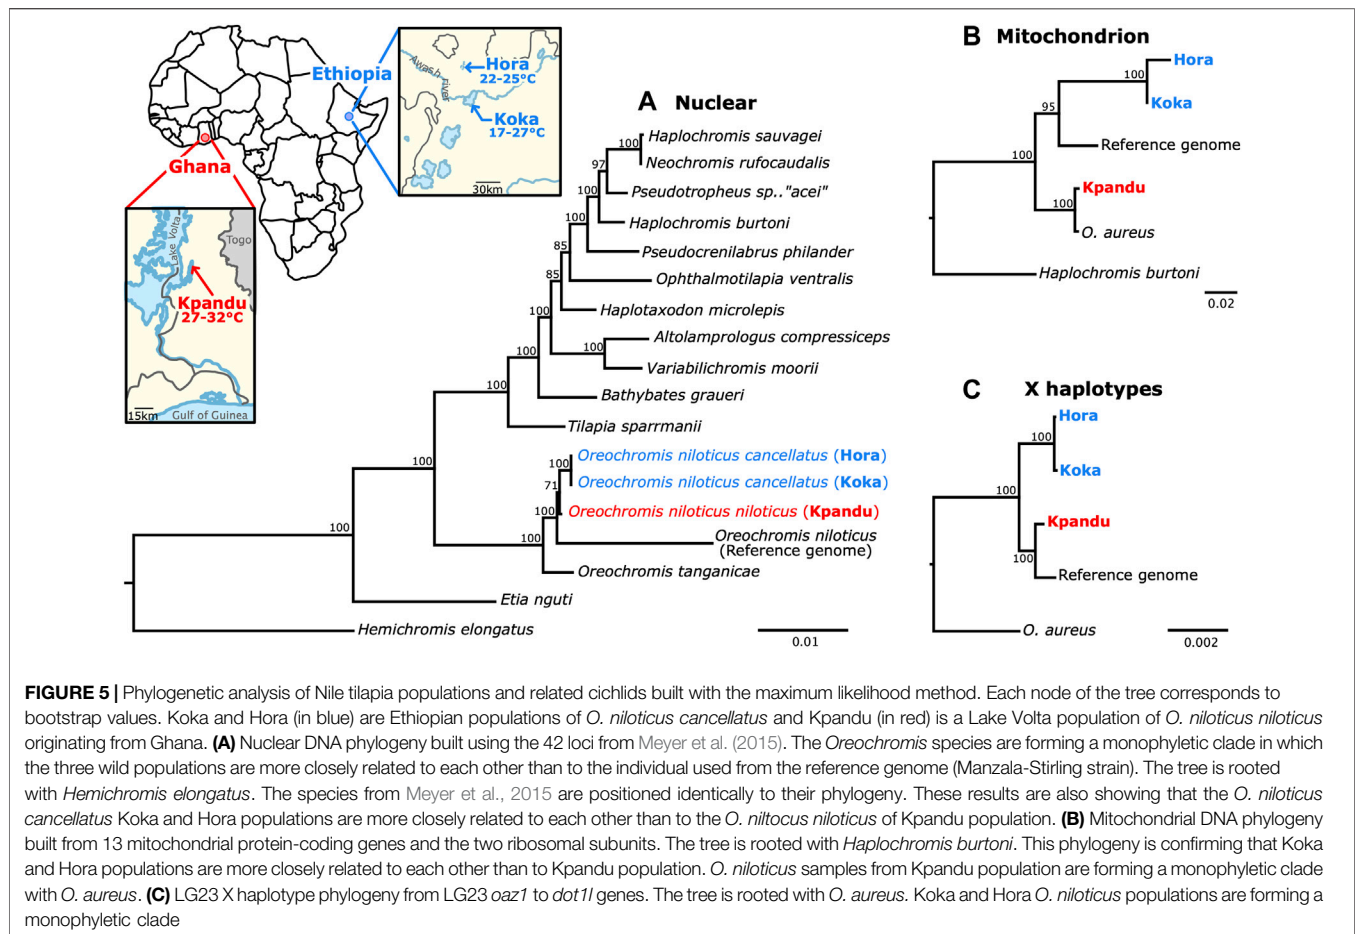 Ethiopia
Ghana
Awash river
Hora
22-25°C
Koka
17-27°C
30km
Lake Volta
Togo
Kpandu
27-32°C
15km
Gulf of Guinea
A Nuclear
100
Haplochromis sauvagei
Neochromis rufocaudalis
97
Pseudotropheus sp.."acei"
100
Haplochromis burtoni
100
Pseudocrenilabrus philander
85
Ophthalmotilapia ventralis
85
Haplotaxodon microlepis
100
Altolamprologus compressiceps
100
Variabilichromis moorii
100
Bathybates graueri
100
Tilapia sparrmanii
100
Oreochromis niloticus cancellatus (Hora)
100
Oreochromis niloticus cancellatus (Koka)
71
Oreochromis niloticus niloticus (Kpandu)
100
Oreochromis niloticus
(Reference genome)
100
Oreochromis tanganicae
100
Etia nguti
Hemichromis elongatus
0.01
B Mitochondrion
Hora
100
Koka
95
Reference genome
100
Kpandu
100
O. aureus
Haplochromis burtoni
0.02
C X haplotypes
Hora
100
Koka
100
Kpandu
100
Reference genome
O. aureus
0.002
FIGURE 5 | Phylogenetic analysis of Nile tilapia populations and related cichlids built with the maximum likelihood method. Each node of the tree corresponds to
bootstrap values. Koka and Hora (in blue) are Ethiopian populations of O. niloticus cancellatus and Kpandu (in red) is a Lake Volta population of O. niloticus niloticus
originating from Ghana. (A) Nuclear DNA phylogeny built using the 42 loci from Meyer et al. (2015). The Oreochromis species are forming a monophyletic clade in which
the three wild populations are more closely related to each other than to the individual used from the reference genome (Manzala-Stirling strain). The tree is rooted
with Hemichromis elongatus. The species from Meyer et al., 2015 are positioned identically to their phylogeny. These results are also showing that the O. niloticus
cancellatus Koka and Hora populations are more closely related to each other than to the O. niltocus niloticus of Kpandu population. (B) Mitochondrial DNA phylogeny
built from 13 mitochondrial protein-coding genes and the two ribosomal subunits. The tree is rooted with Haplochromis burtoni. This phylogeny is confirming that Koka
and Hora populations are more closely related to each other than to Kpandu population. O. niloticus samples from Kpandu population are forming a monophyletic clade
with O. aureus. (C) LG23 X haplotype phylogeny from LG23 oaz1 to dot1l genes. The tree is rooted with O. aureus. Koka and Hora O. niloticus populations are forming a
monophyletic clade